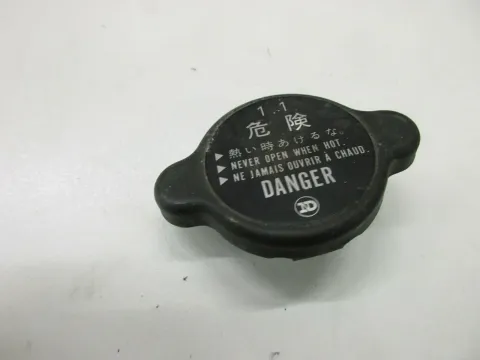 1.1
危険
▶熱い時あけるな。
▶NEVER OPEN WHEN HOT.
▶NE JAMAIS OUVRIR À CHAUD.
DANGER
ND